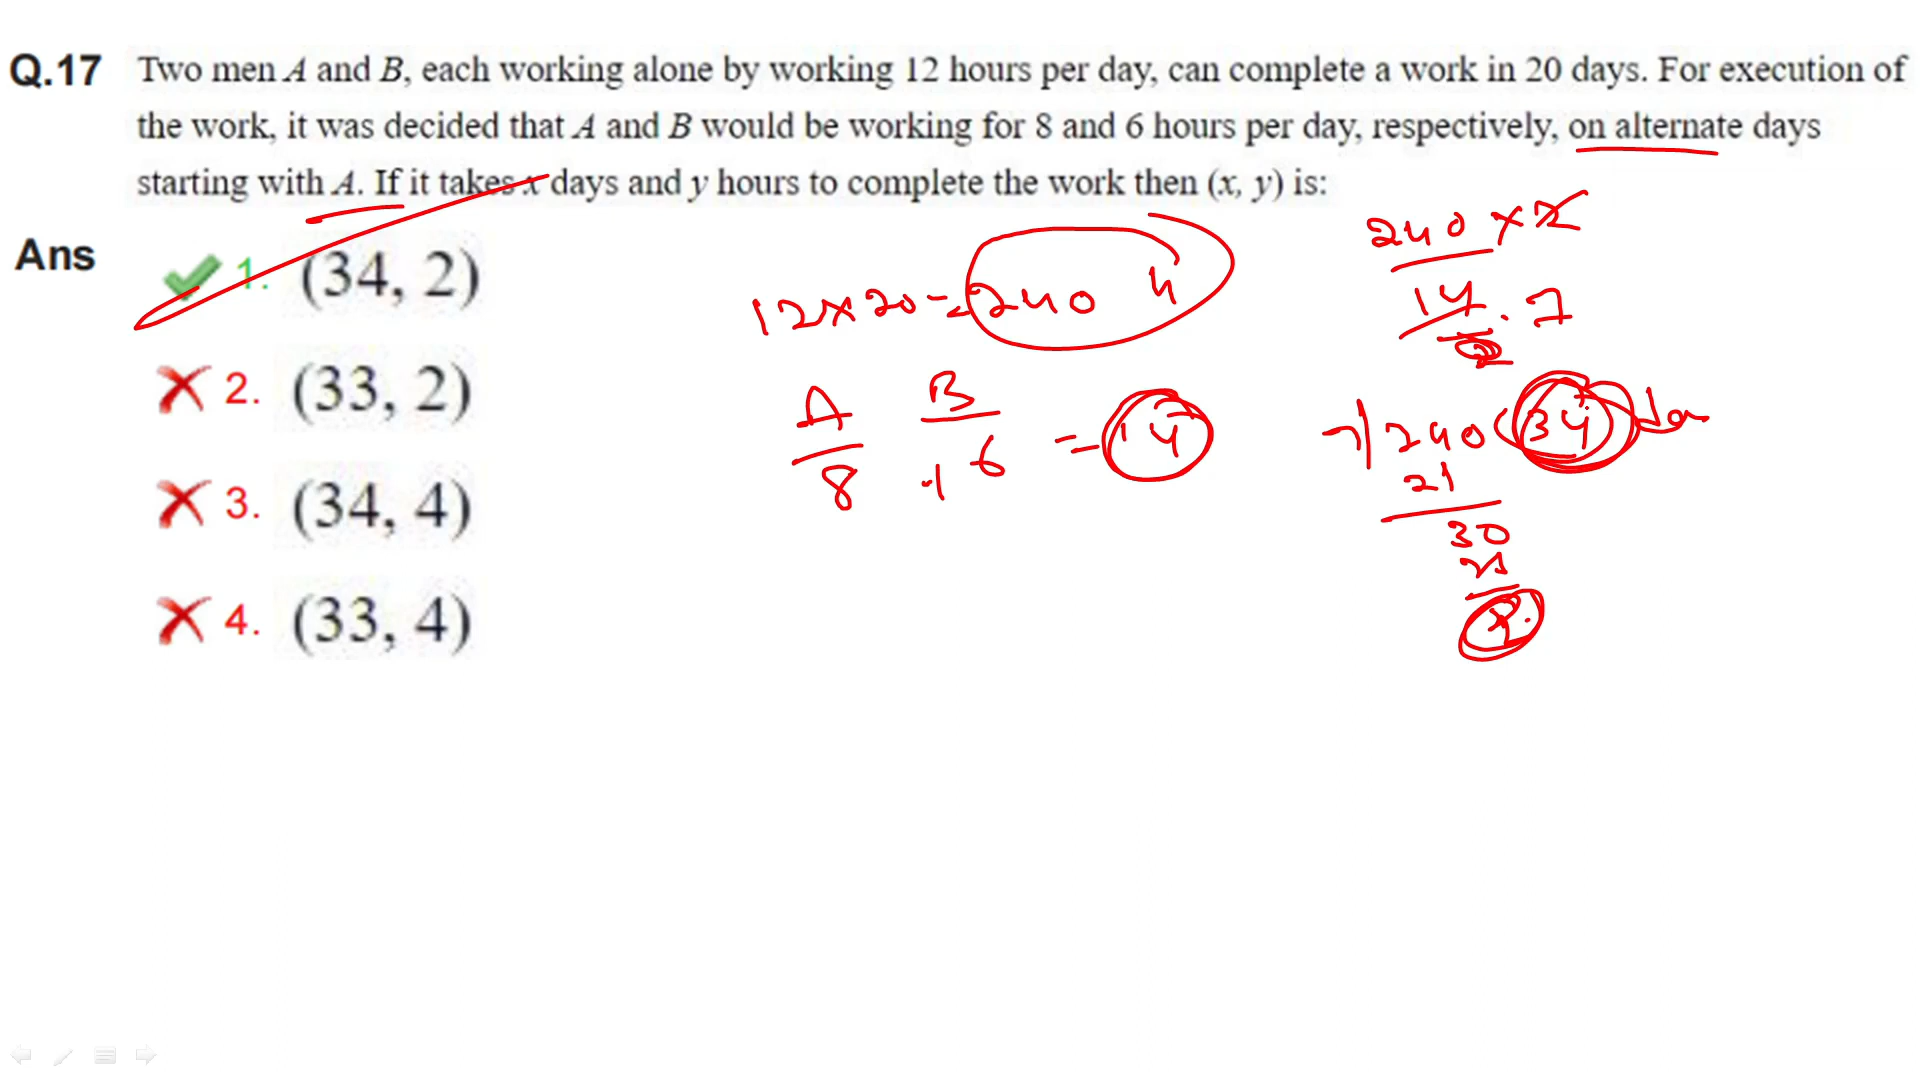 Q.17 Two men A and B, each working alone by working 12 hours per day, can complete a work in 20 days. For execution of
the work, it was decided that A and B would be working for 8 and 6 hours per day, respectively, on alternate days
starting with A. If it takes x days and y hours to complete the work then (x, y) is:
Ans
1. (34, 2)
2. (33, 2)
3. (34, 4)
4. (33, 4)
12×20=240 h
A B
8 + 6 = 14
240 × 2
14 . 7
7)240(34
21
30